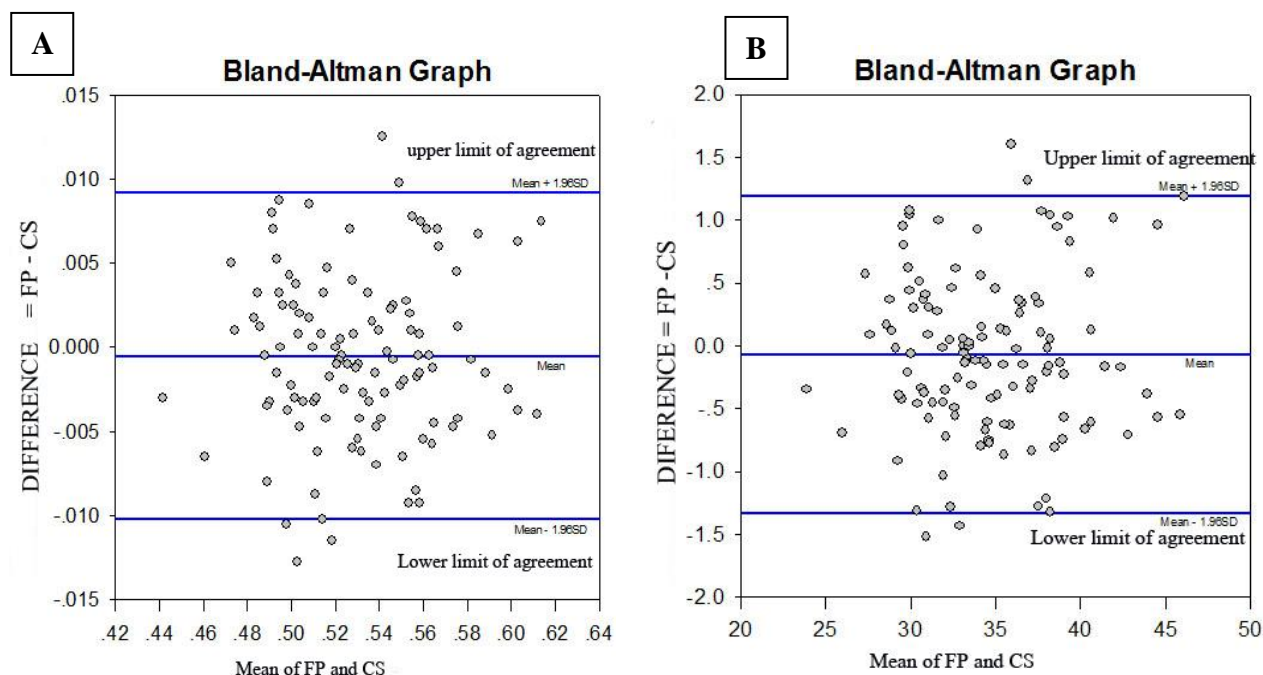 A
Bland-Altman Graph
.015
.010
.005
0.000
-.005
-.010
-.015
DIFFERENCE = FP - CS
upper limit of agreement
Mean + 1.96SD
Mean
Mean - 1.96SD
Lower limit of agreement
.42 .44 .46 .48 .50 .52 .54 .56 .58 .60 .62 .64
Mean of FP and CS
B
Bland-Altman Graph
2.0
1.5
1.0
.5
0.0
-.5
-1.0
-1.5
-2.0
DIFERENCE = FP -CS
Upper limit of agreement
Mean + 1.96SD
Mean
Mean - 1.96SD
Lower limit of agreement
20 25 30 35 40 45 50
Mean of FP and CS